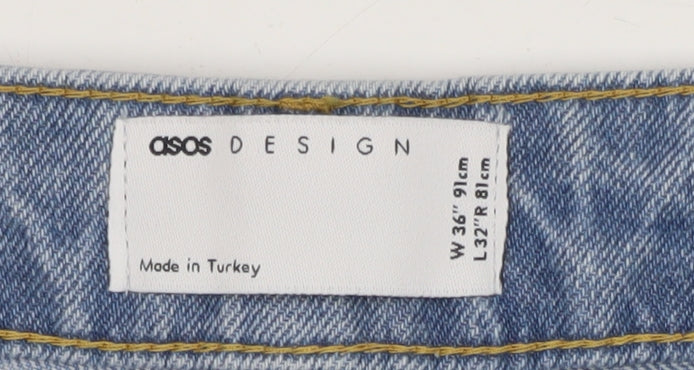 asos DESIGN
Made in Turkey
W 36" 91cm
L 32"R 81cm